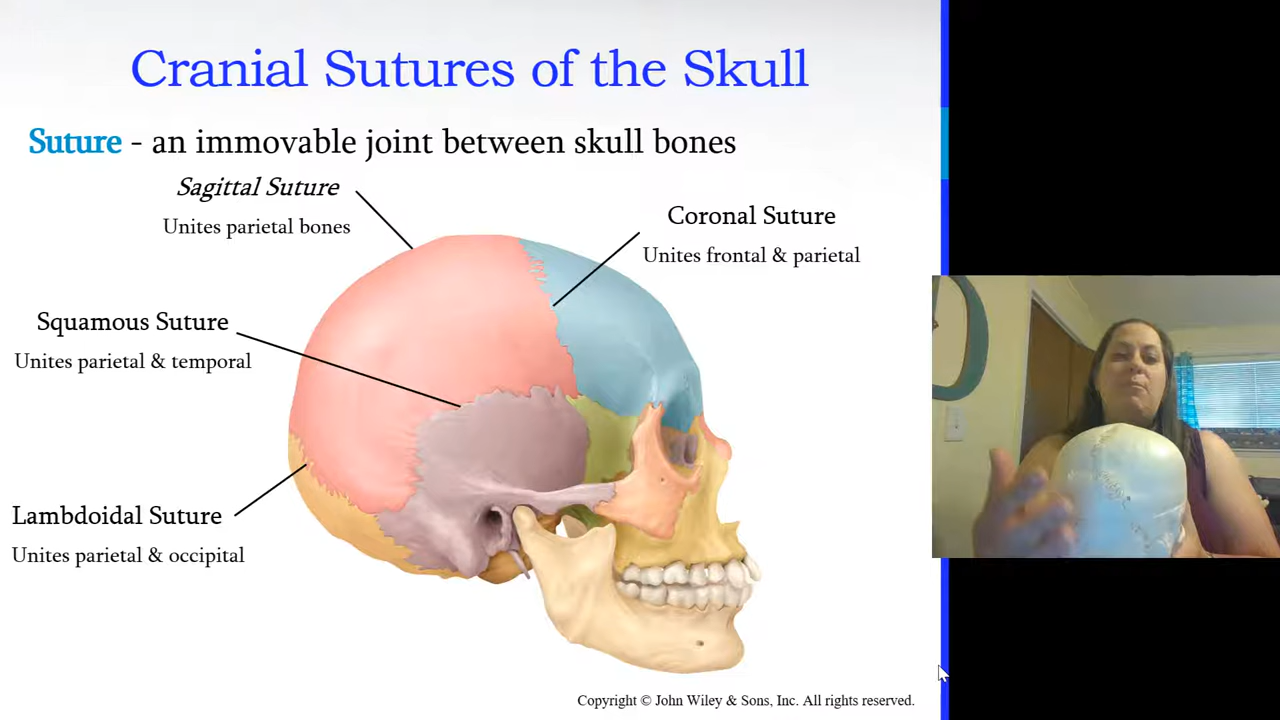 Cranial Sutures of the Skull
Suture - an immovable joint between skull bones
Sagittal Suture
Unites parietal bones
Coronal Suture
Unites frontal & parietal
Squamous Suture
Unites parietal & temporal
Lambdoidal Suture
Unites parietal & occipital
Copyright © John Wiley & Sons, Inc. All rights reserved.